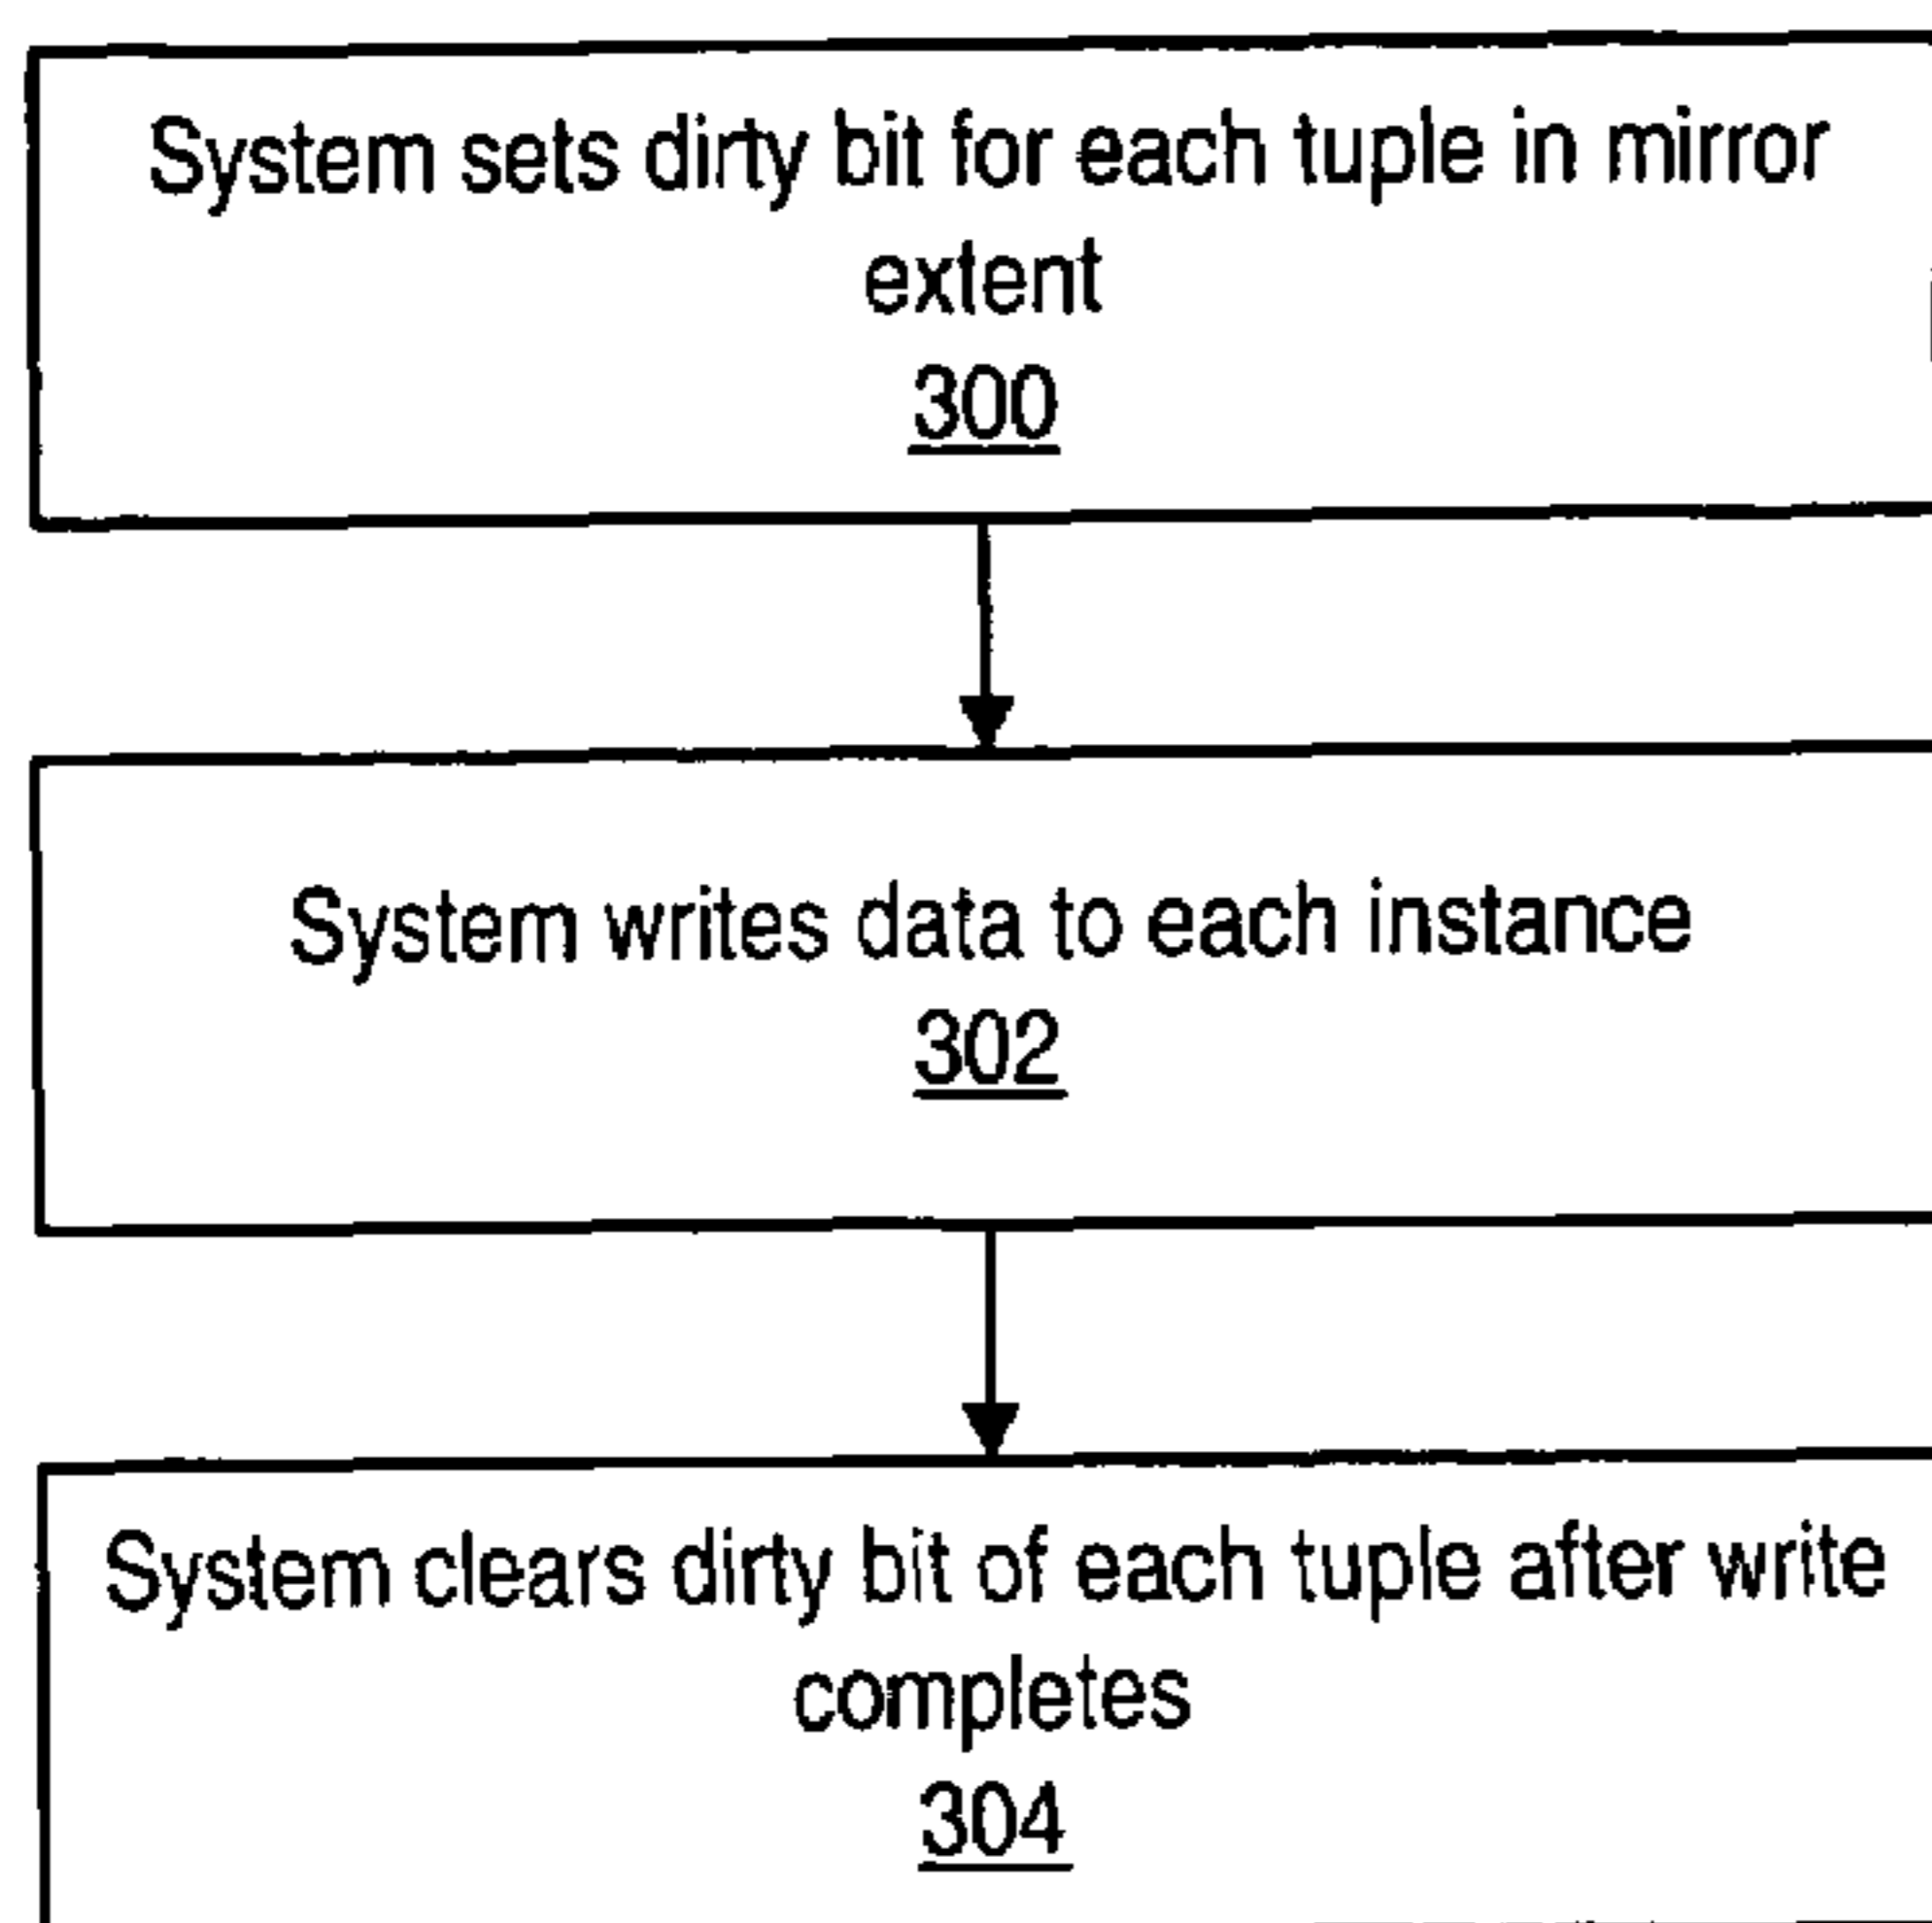 System sets dirty bit for each tuple in mirror
extent
300
System writes data to each instance
302
System clears dirty bit of each tuple after write
completes
304